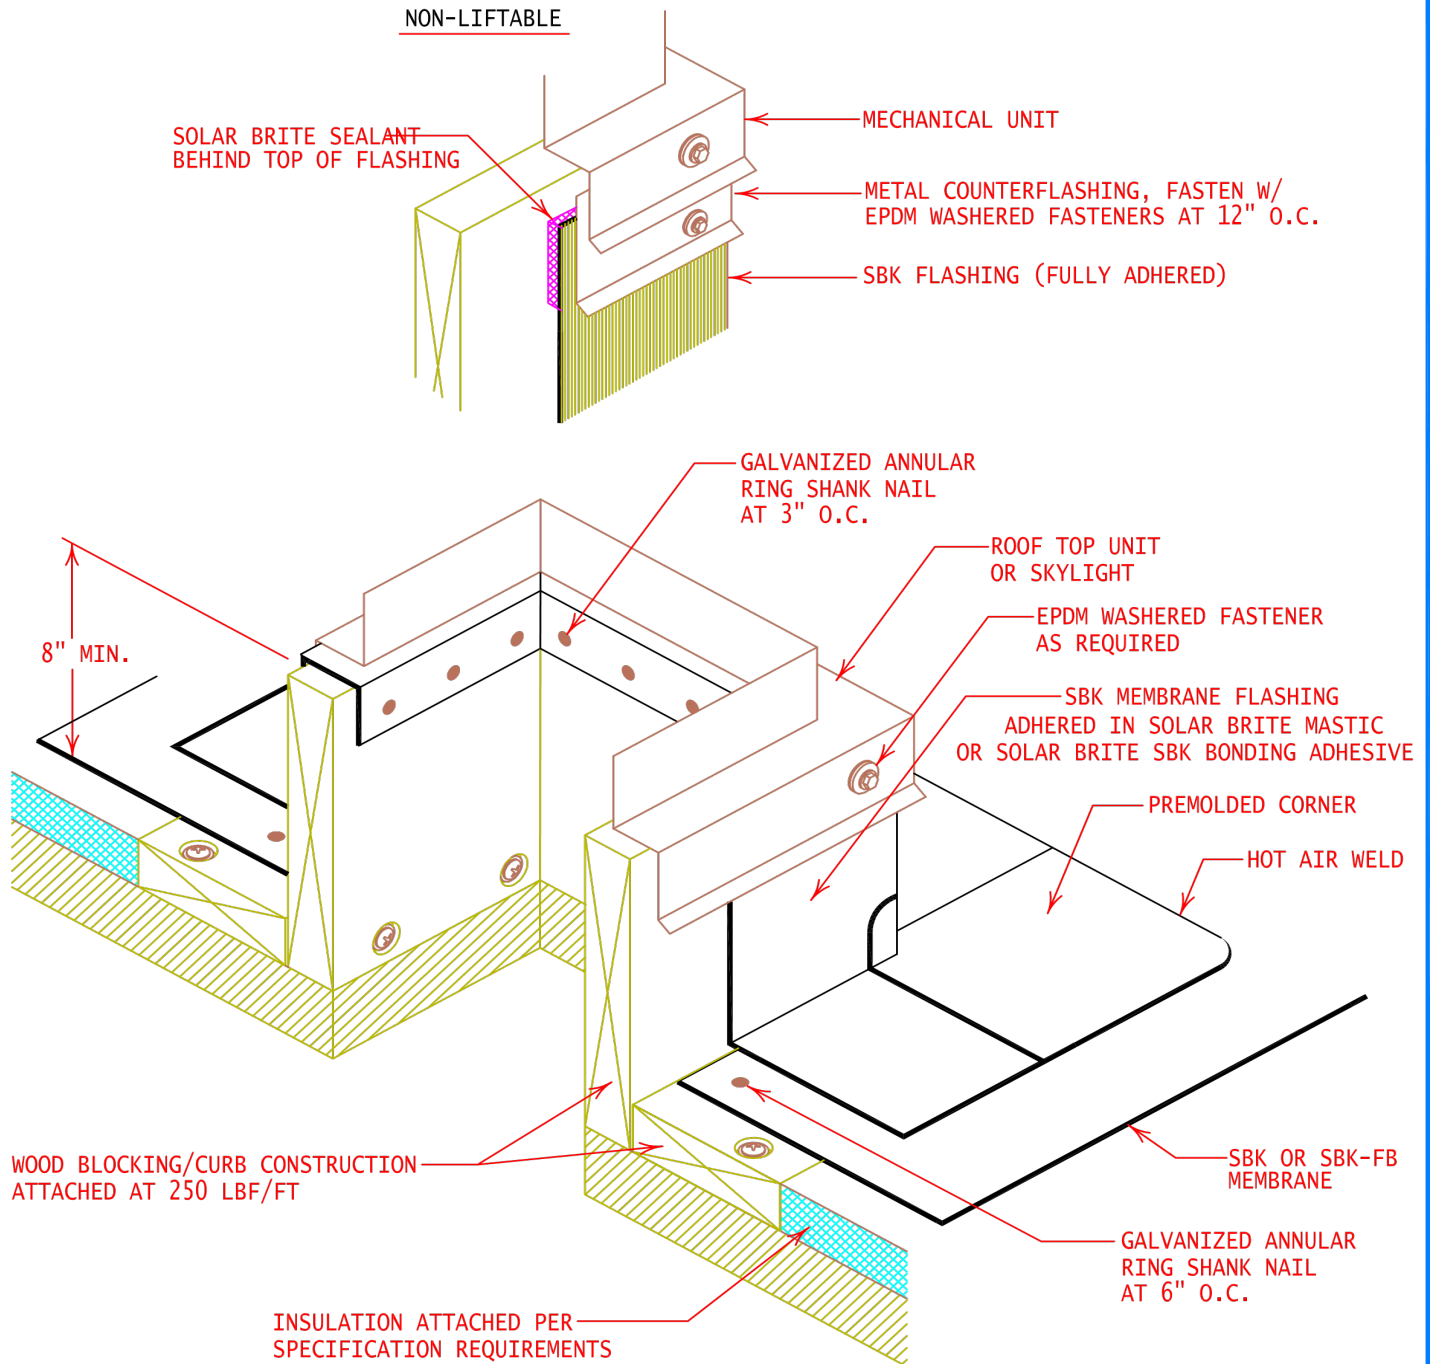 NON-LIFTABLE
SOLAR BRITE SEALANT
BEHIND TOP OF FLASHING
MECHANICAL UNIT
METAL COUNTERFLASHING, FASTEN W/
EPDM WASHERED FASTENERS AT 12" O.C.
SBK FLASHING (FULLY ADHERED)
GALVANIZED ANNULAR
RING SHANK NAIL
AT 3" O.C.
ROOF TOP UNIT
OR SKYLIGHT
EPDM WASHERED FASTENER
AS REQUIRED
8" MIN.
SBK MEMBRANE FLASHING
ADHERED IN SOLAR BRITE MASTIC
OR SOLAR BRITE SBK BONDING ADHESIVE
PREMOLDED CORNER
HOT AIR WELD
WOOD BLOCKING/CURB CONSTRUCTION
ATTACHED AT 250 LBF/FT
SBK OR SBK-FB
MEMBRANE
GALVANIZED ANNULAR
RING SHANK NAIL
AT 6" O.C.
INSULATION ATTACHED PER
SPECIFICATION REQUIREMENTS